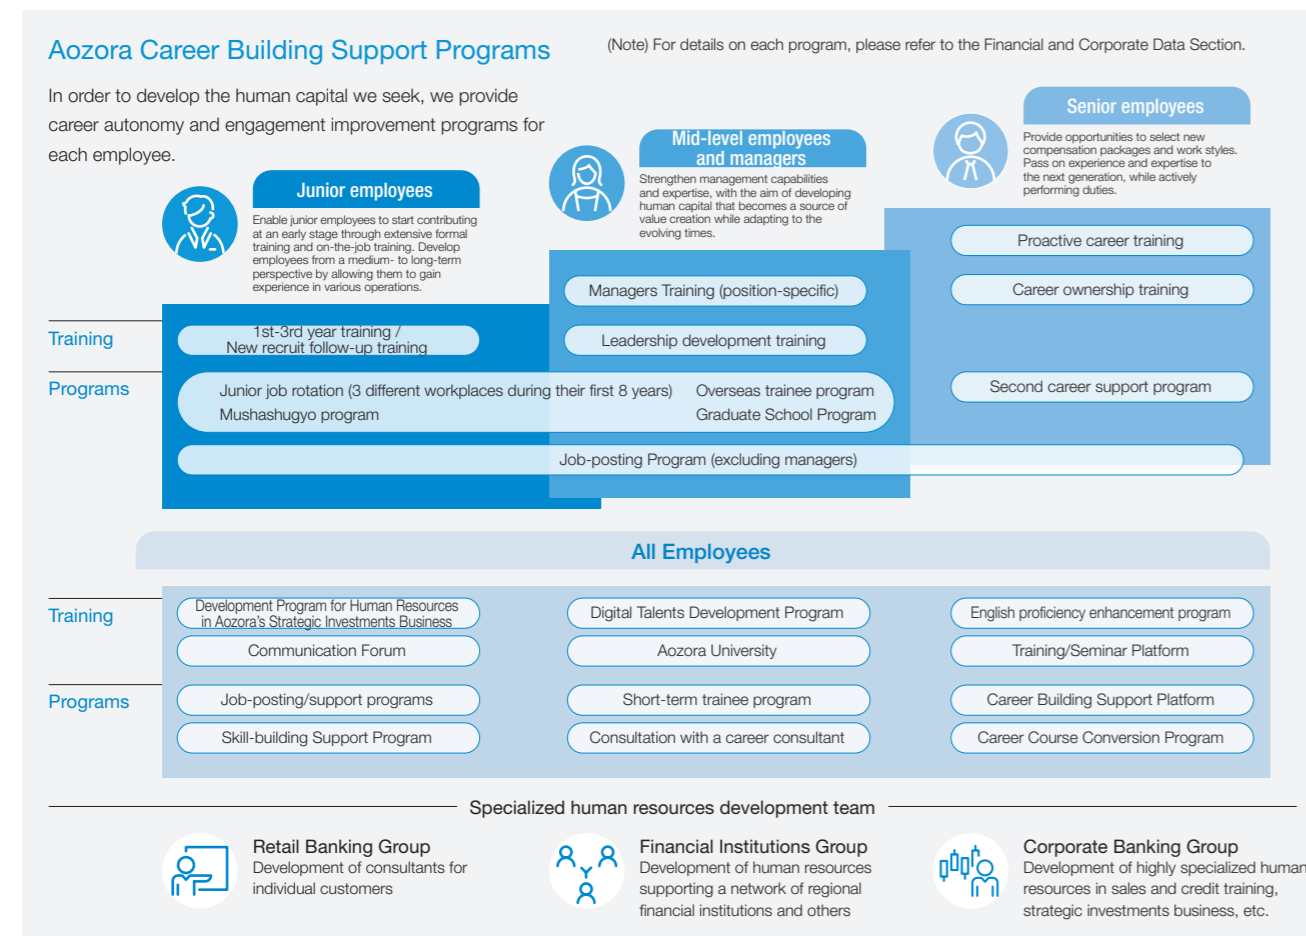 Aozora Career Building Support Programs
(Note) For details on each program, please refer to the Financial and Corporate Data Section.
In order to develop the human capital we seek, we provide
career autonomy and engagement improvement programs for
each employee.
Junior employees
Enable junior employees to start contributing
at an early stage through extensive formal
training and on-the-job training. Develop
employees from a medium- to long-term
perspective by allowing them to gain
experience in various operations.
Mid-level employees
and managers
Strengthen management capabilities
and expertise, with the aim of developing
human capital that becomes a source of
value creation while adapting to the
evolving times.
Senior employees
Provide opportunities to select new
compensation packages and work styles.
Pass on experience and expertise to
the next generation, while actively
performing duties.
Proactive career training
Managers Training (position-specific)
Career ownership training
Training
1st-3rd year training /
New recruit follow-up training
Leadership development training
Programs
Junior job rotation (3 different workplaces during their first 8 years)
Mushashugyo program
Overseas trainee program
Graduate School Program
Second career support program
Job-posting Program (excluding managers)
All Employees
Training
Development Program for Human Resources
in Aozora's Strategic Investments Business
Digital Talents Development Program
English proficiency enhancement program
Communication Forum
Aozora University
Training/Seminar Platform
Programs
Job-posting/support programs
Short-term trainee program
Career Building Support Platform
Skill-building Support Program
Consultation with a career consultant
Career Course Conversion Program
Specialized human resources development team
Retail Banking Group
Development of consultants for
individual customers
Financial Institutions Group
Development of human resources
supporting a network of regional
financial institutions and others
Corporate Banking Group
Development of highly specialized human
resources in sales and credit training,
strategic investments business, etc.